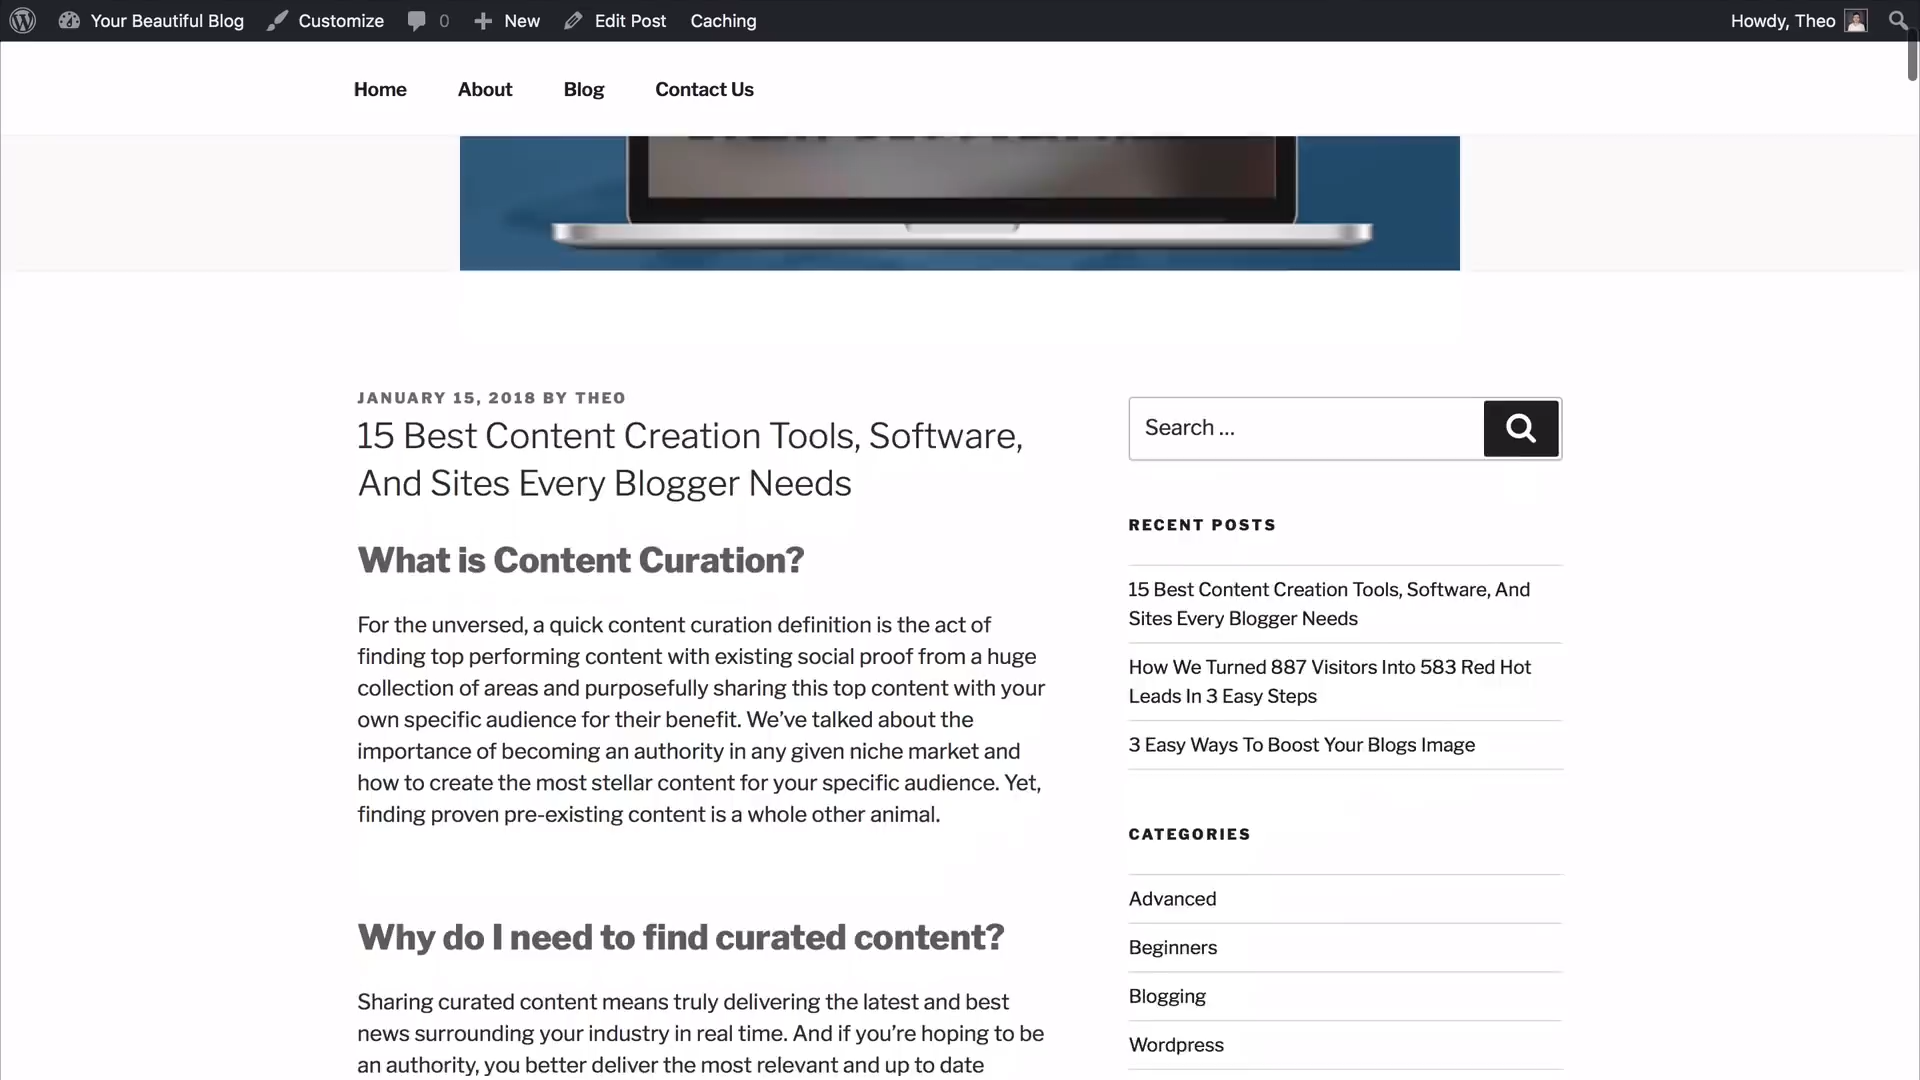 Your Beautiful Blog Customize 0 New Edit Post Caching Howdy, Theo
Home About Blog Contact Us
JANUARY 15, 2018 BY THEO
15 Best Content Creation Tools, Software,
And Sites Every Blogger Needs
What is Content Curation?
For the unversed, a quick content curation definition is the act of
finding top performing content with existing social proof from a huge
collection of areas and purposefully sharing this top content with your
own specific audience for their benefit. We’ve talked about the
importance of becoming an authority in any given niche market and
how to create the most stellar content for your specific audience. Yet,
finding proven pre-existing content is a whole other animal.
Why do I need to find curated content?
Sharing curated content means truly delivering the latest and best
news surrounding your industry in real time. And if you’re hoping to be
an authority, you better deliver the most relevant and up to date
Search ...
RECENT POSTS
15 Best Content Creation Tools, Software, And
Sites Every Blogger Needs
How We Turned 887 Visitors Into 583 Red Hot
Leads In 3 Easy Steps
3 Easy Ways To Boost Your Blogs Image
CATEGORIES
Advanced
Beginners
Blogging
Wordpress